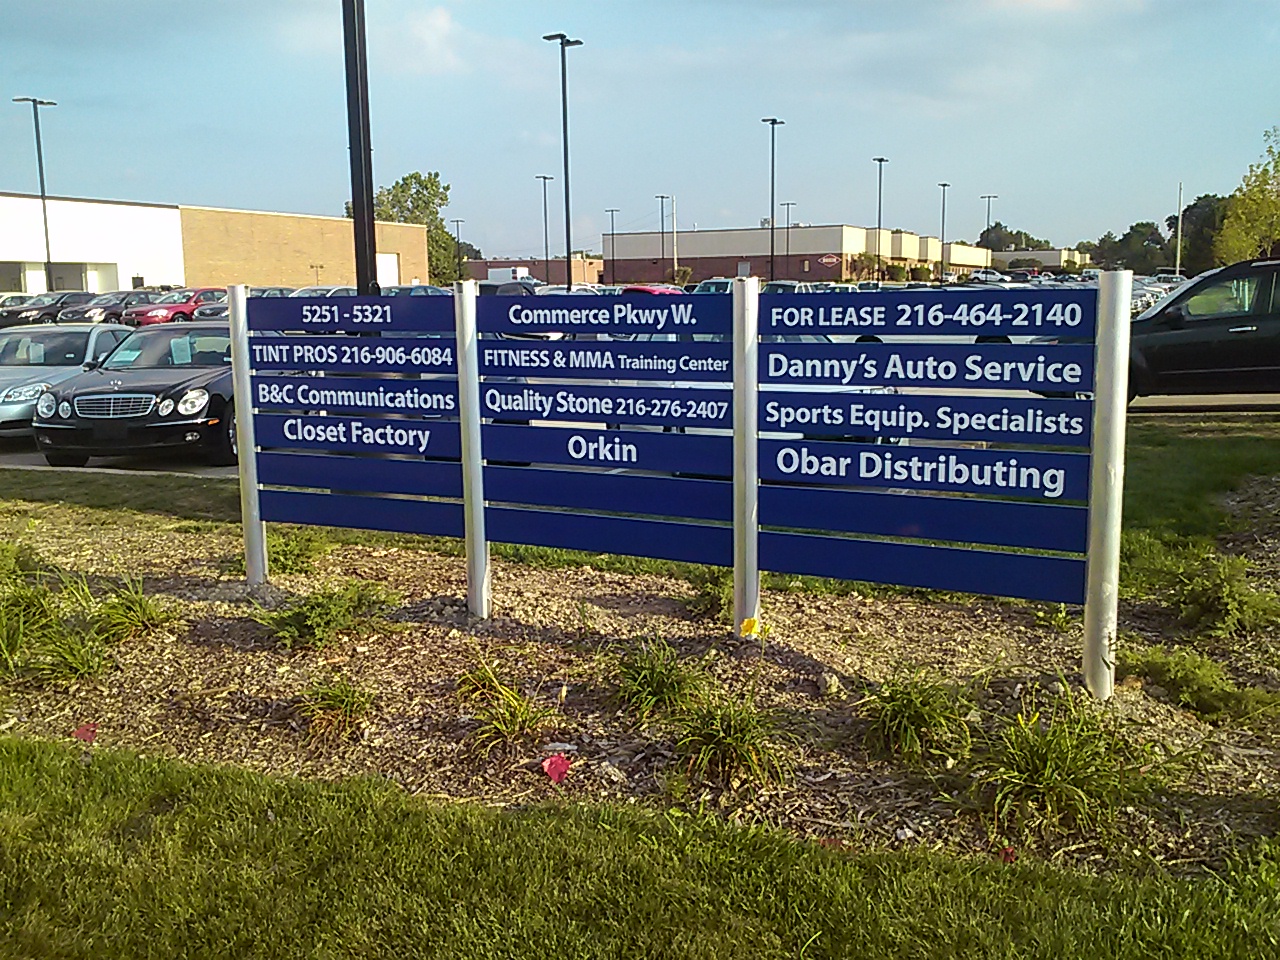 5251 - 5321
TINT PROS 216-906-6084
B&C Communications
Closet Factory
Commerce Pkwy W.
FITNESS & MMA Training Center
Quality Stone 216-276-2407
Orkin
FOR LEASE 216-464-2140
Danny's Auto Service
Sports Equip. Specialists
Obar Distributing